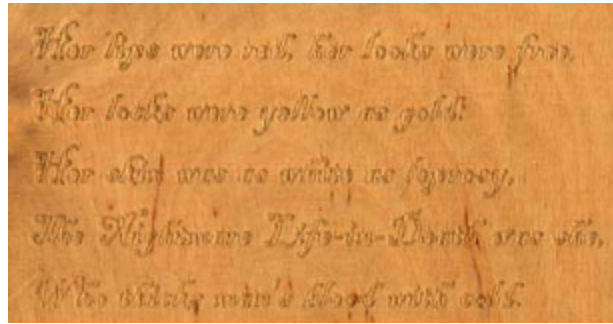 Her lips were red, her looks were free,
Her locks were yellow as gold:
Her skin was as white as leprosy,
The Nightmare Life-in-Death was she,
Who thicks man's blood with cold.